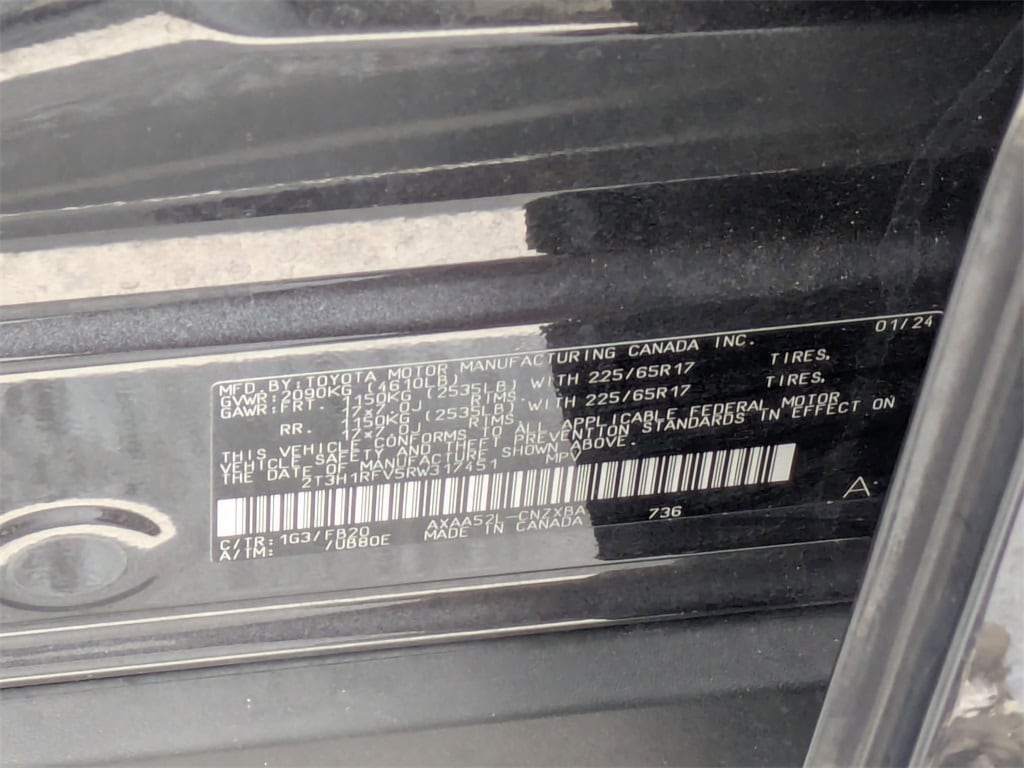 MFD.BY:TOYOTA MOTOR MANUFACTURING CANADA INC. 01/24
GVWR:2090KG (4610LB)
GAWR:FRT. 1150KG (2535LB) WITH 225/65R17 TIRES,
17x7.0J RIMS.
RR. 1150KG (2535LB) WITH 225/65R17 TIRES,
17x7.0J RIMS.
THIS VEHICLE CONFORMS TO ALL APPLICABLE FEDERAL MOTOR
VEHICLE SAFETY AND THEFT PREVENTION STANDARDS IN EFFECT ON
THE DATE OF MANUFACTURE SHOWN ABOVE.
2T3H1RFV5RW317451 MPV
A
C/TR:1G3/FB20 AXAA52L-CNZXBA 736
A/TM: /UB80E MADE IN CANADA